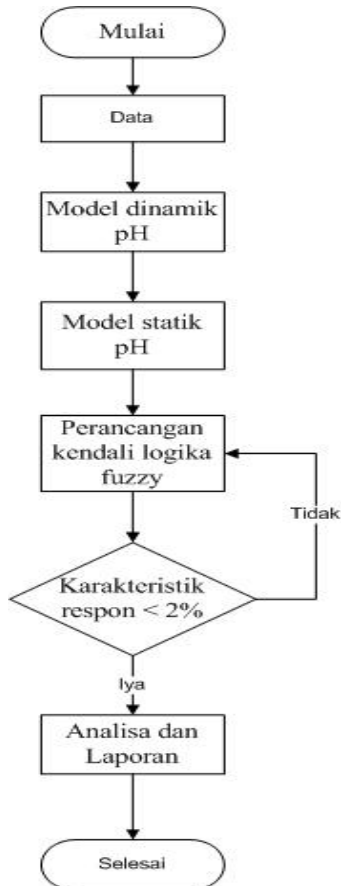 Mulai
Data
Model dinamik
pH
Model statik
pH
Perancangan
kendali logika
fuzzy
Tidak
Karakteristik
respon < 2%
Iya
Analisa dan
Laporan
Selesai